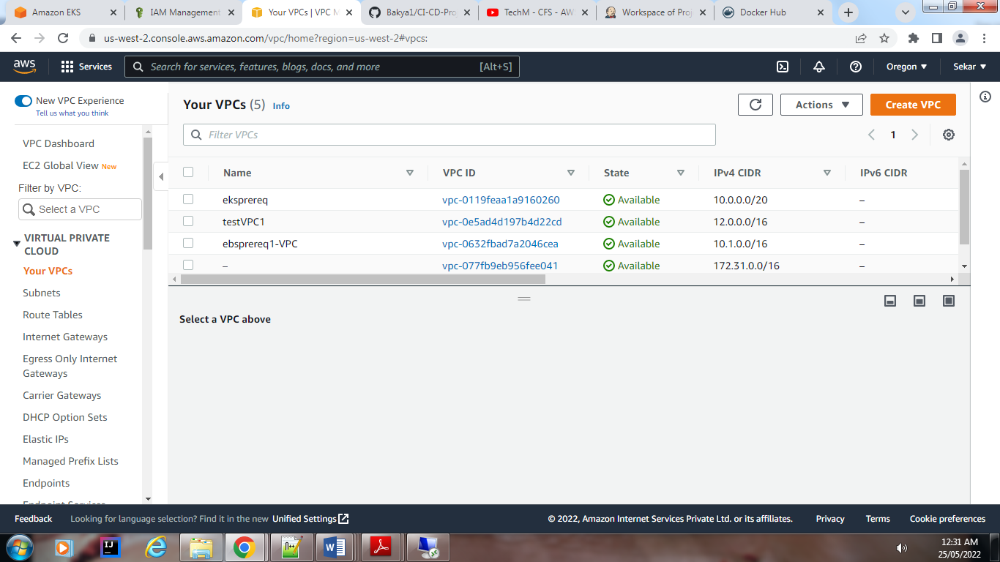 Amazon EKS
IAM Management
Your VPCs | VPC M
Bakya1/CI-CD-Pro
TechM - CFS - AW
Workspace of Proj
Docker Hub
us-west-2.console.aws.amazon.com/vpc/home?region=us-west-2#vpcs:
aws
Services
Search for services, features, blogs, docs, and more
[Alt+S]
Oregon
Sekar
New VPC Experience
Tell us what you think
VPC Dashboard
EC2 Global View New
Filter by VPC:
Select a VPC
VIRTUAL PRIVATE
CLOUD
Your VPCs
Subnets
Route Tables
Internet Gateways
Egress Only Internet
Gateways
Carrier Gateways
DHCP Option Sets
Elastic IPs
Managed Prefix Lists
Endpoints
Endpoint Services
Your VPCs (5) Info
Actions
Create VPC
Filter VPCs
1
Name VPC ID State IPv4 CIDR IPv6 CIDR
eksprereq vpc-0119feaa1a9160260 Available 10.0.0.0/20 –
testVPC1 vpc-0e5ad4d197b4d22cd Available 12.0.0.0/16 –
ebsprereq1-VPC vpc-0632fbad7a2046cea Available 10.1.0.0/16 –
– vpc-077fb9eb956fee041 Available 172.31.0.0/16 –
Select a VPC above
Feedback
Looking for language selection? Find it in the new Unified Settings
© 2022, Amazon Internet Services Private Ltd. or its affiliates.
Privacy
Terms
Cookie preferences
12:31 AM
25/05/2022